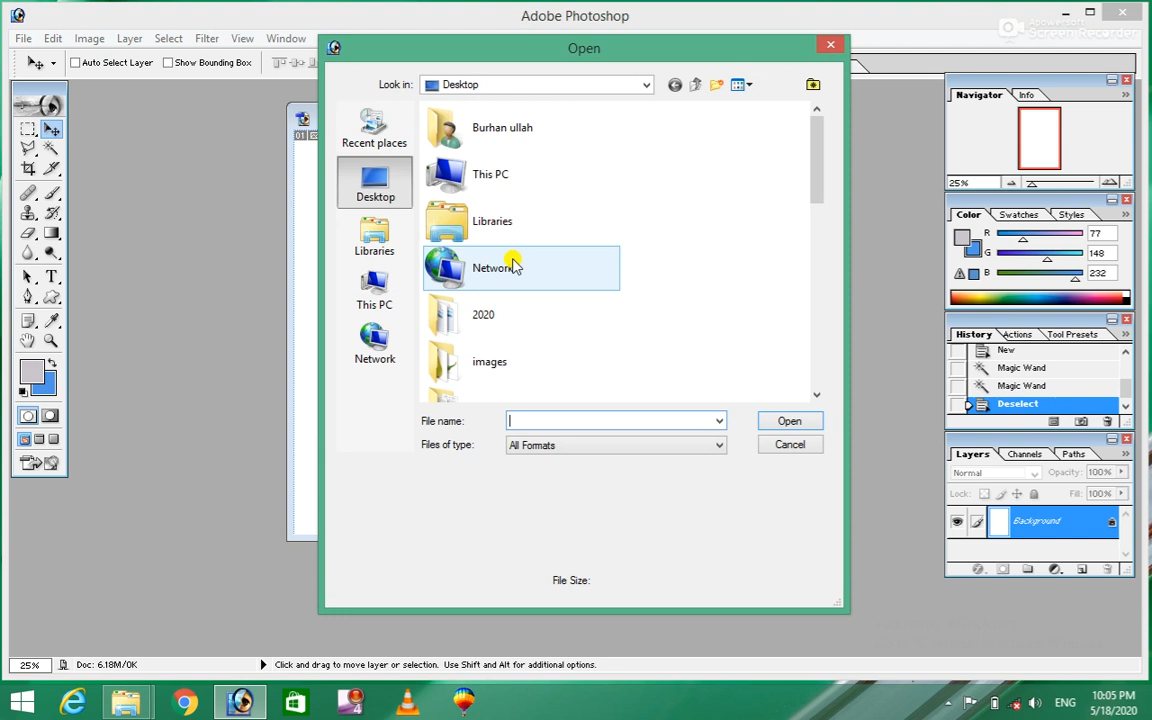 Adobe Photoshop
Apowersoft
Screen Recorder
File Edit Image Layer Select Filter View Window
Open
Auto Select Layer Show Bounding Box
Look in: Desktop
Navigator Info
Burhan ullah
Recent places
This PC
25%
Desktop
Libraries
Color Swatches Styles
R 77
Libraries
G 148
Network
B 232
This PC
2020
History Actions Tool Presets
New
Network
images
Magic Wand
Magic Wand
Deselect
File name: Open
Files of type: All Formats Cancel
Layers Channels Paths
Normal Opacity: 100%
Lock: Fill: 100%
Background
File Size:
25% Doc: 6.18M/0K Click and drag to move layer or selection. Use Shift and Alt for additional options.
10:05 PM
ENG
5/18/2020